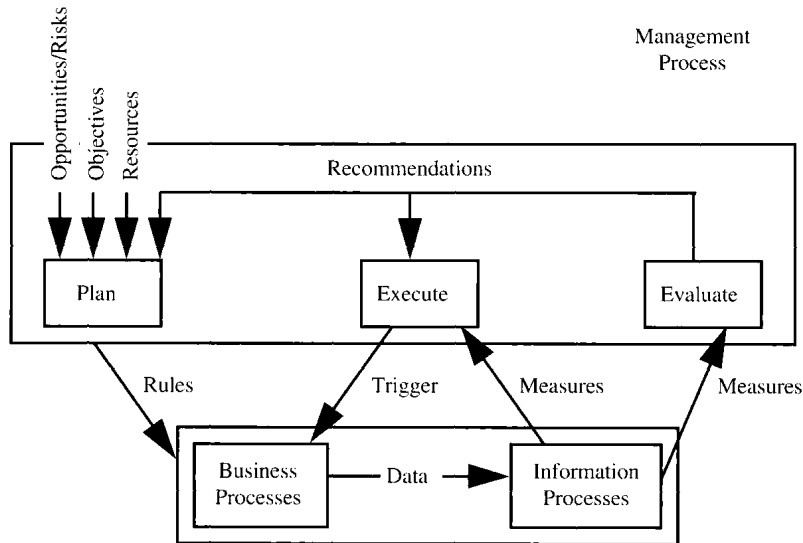 Management
Process
Opportunities/Risks
Objectives
Resources
Recommendations
Plan
Execute
Evaluate
Rules
Trigger
Measures
Measures
Business
Processes
Data
Information
Processes